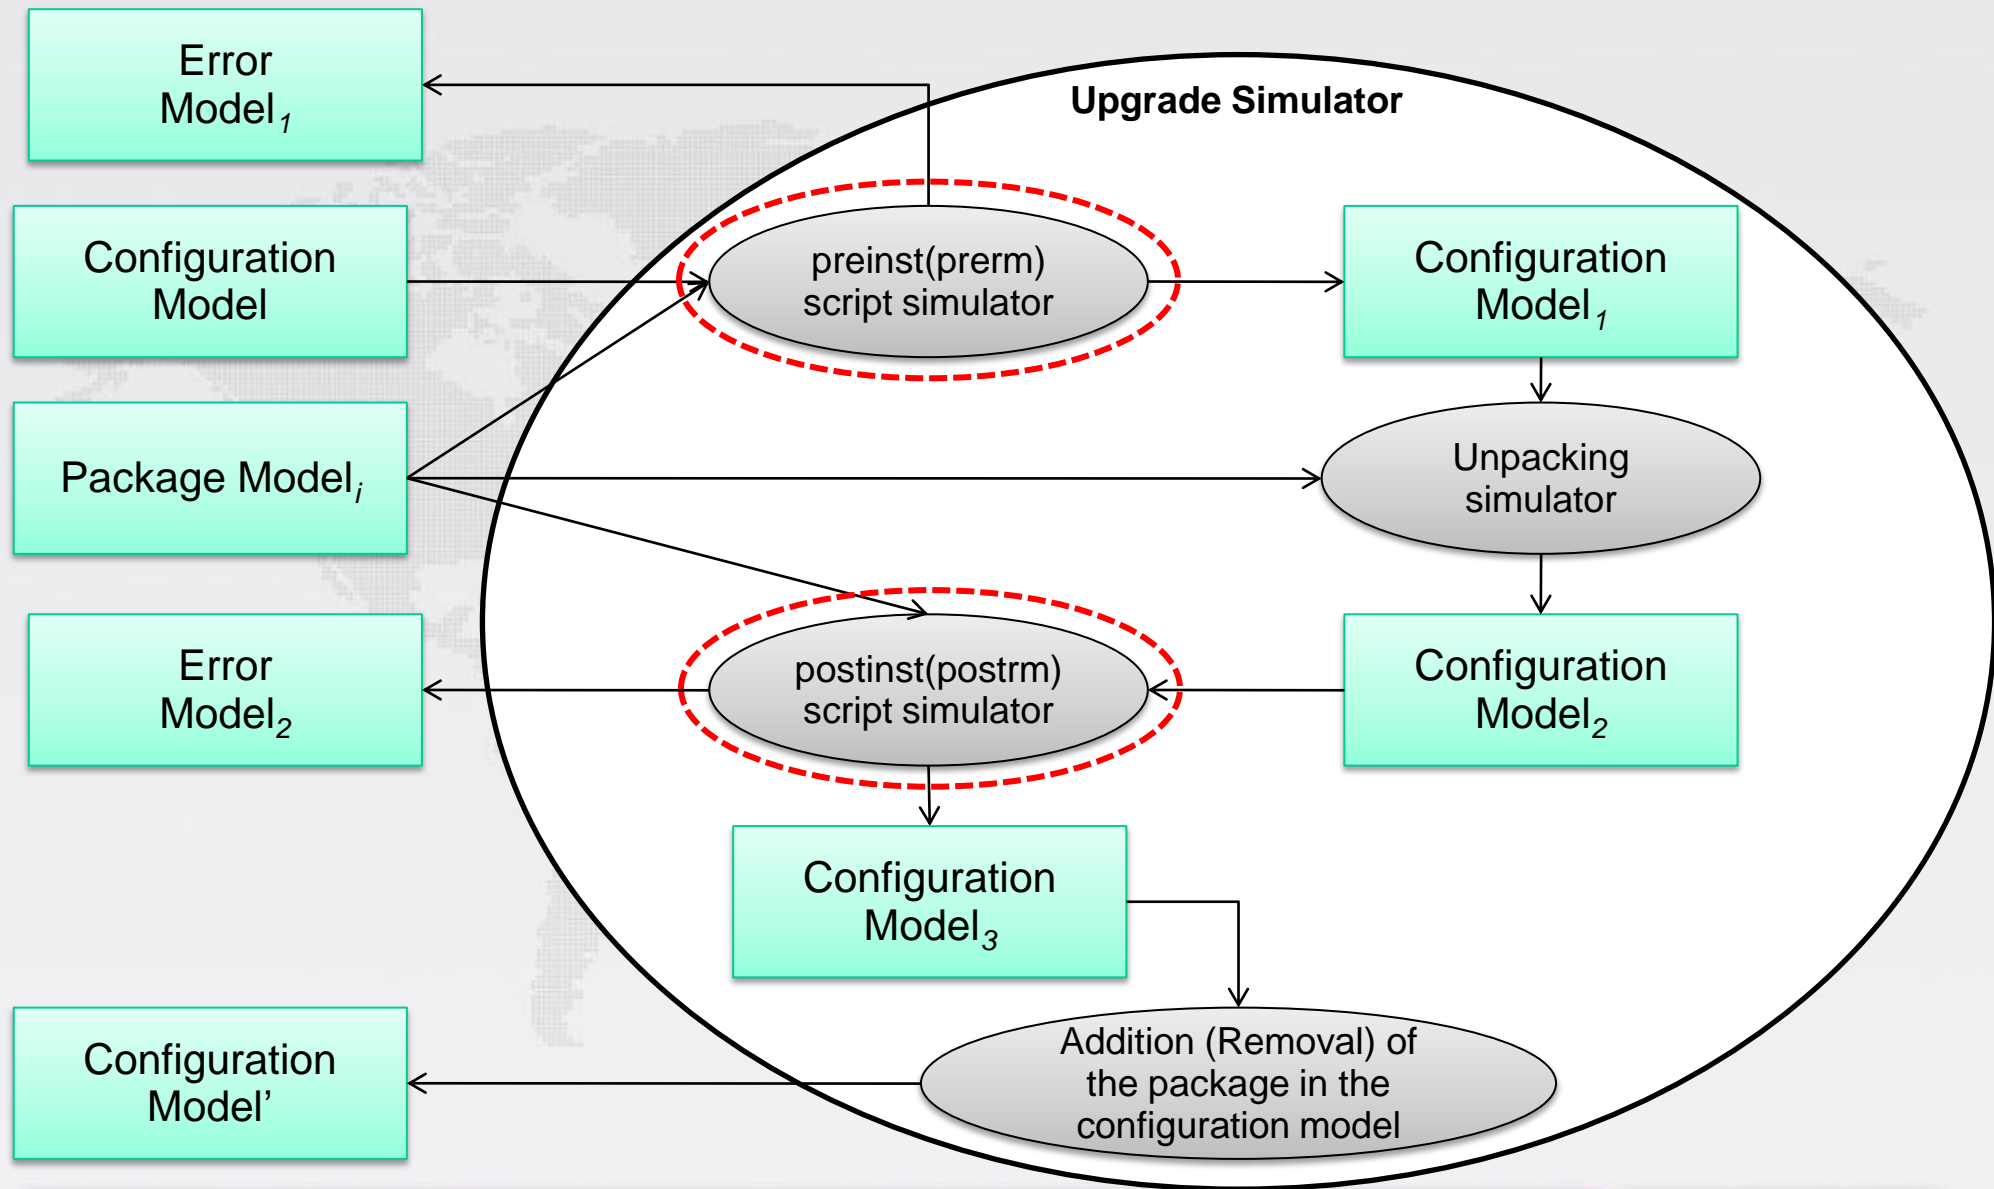 Error
Model1
Upgrade Simulator
Configuration
Model
preinst(prerm)
script simulator
Configuration
Model1
Package Modeli
Unpacking
simulator
Error
Model2
postinst(postrm)
script simulator
Configuration
Model2
Configuration
Model3
Configuration
Model’
Addition (Removal) of
the package in the
configuration model